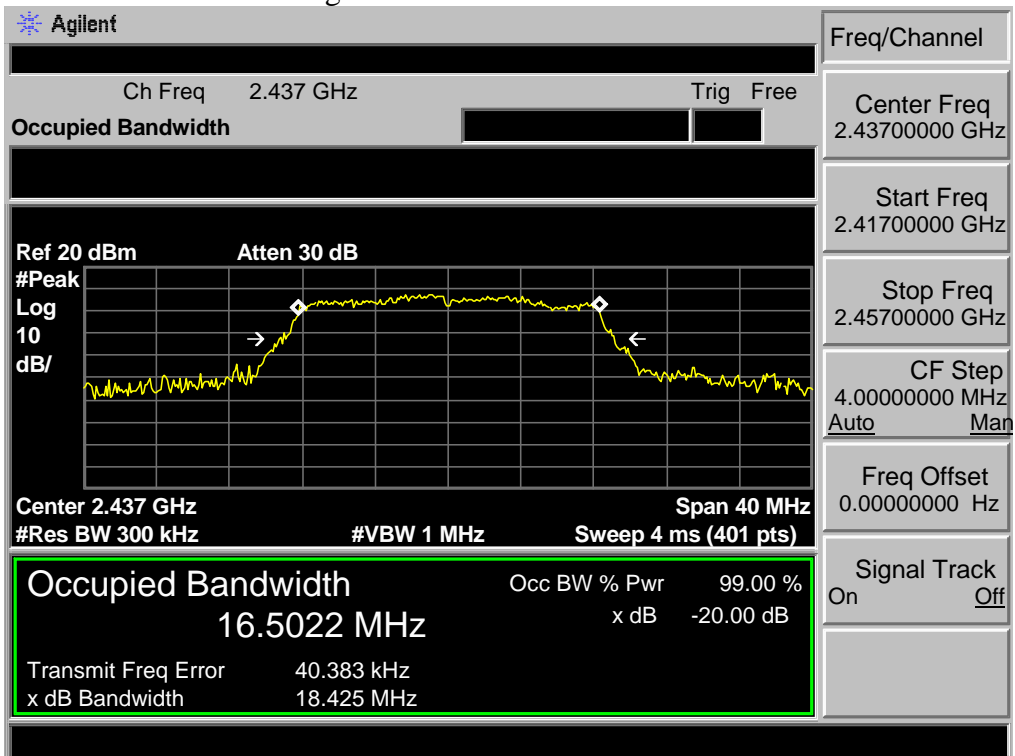 Agilent
Freq/Channel
Ch Freq 2.437 GHz Trig Free
Occupied Bandwidth
Center Freq
2.43700000 GHz
Start Freq
2.41700000 GHz
Ref 20 dBm Atten 30 dB
#Peak
Log
10
dB/
Stop Freq
2.45700000 GHz
CF Step
4.00000000 MHz
Auto Man
Freq Offset
0.00000000 Hz
Center 2.437 GHz Span 40 MHz
#Res BW 300 kHz #VBW 1 MHz Sweep 4 ms (401 pts)
Signal Track
On Off
Occupied Bandwidth Occ BW % Pwr 99.00 %
16.5022 MHz x dB -20.00 dB
Transmit Freq Error 40.383 kHz
x dB Bandwidth 18.425 MHz